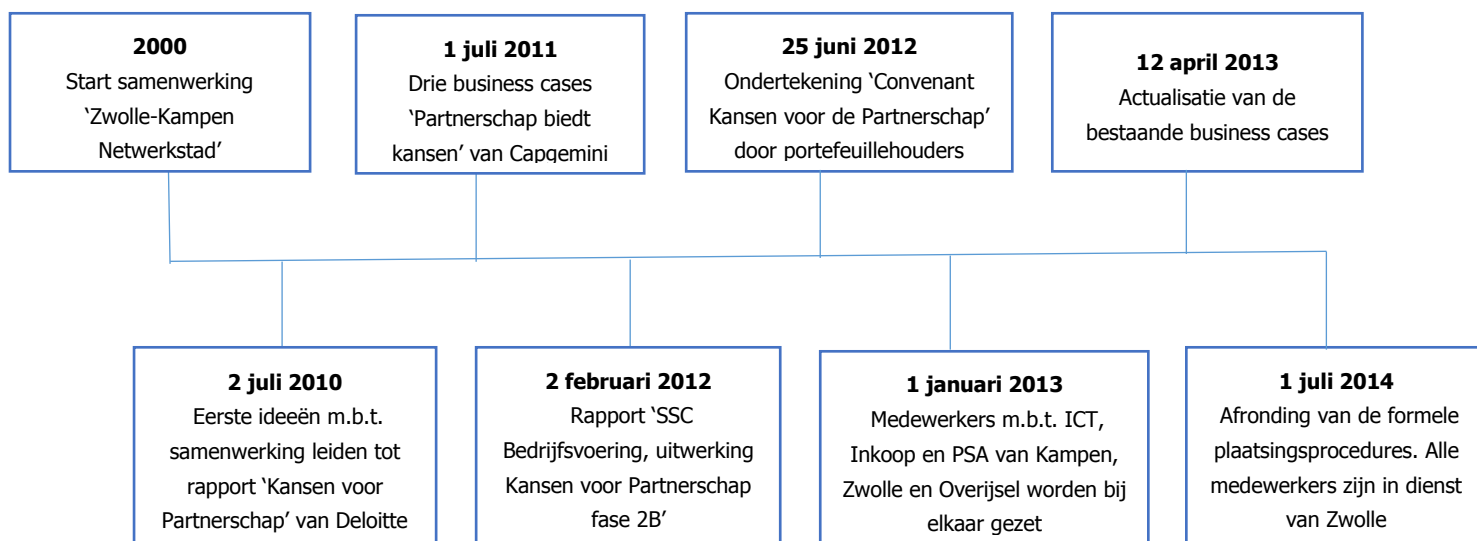 2000
Start samenwerking
‘Zwolle-Kampen
Netwerkstad’
1 juli 2011
Drie business cases
‘Partnerschap biedt
kansen’ van Capgemini
25 juni 2012
Ondertekening ‘Convenant
Kansen voor de Partnerschap’
door portefeuillehouders
12 april 2013
Actualisatie van de
bestaande business cases
2 juli 2010
Eerste ideeën m.b.t.
samenwerking leiden tot
rapport ‘Kansen voor
Partnerschap’ van Deloitte
2 februari 2012
Rapport ‘SSC
Bedrijfsvoering, uitwerking
Kansen voor Partnerschap
fase 2B’
1 januari 2013
Medewerkers m.b.t. ICT,
Inkoop en PSA van Kampen,
Zwolle en Overijsel worden bij
elkaar gezet
1 juli 2014
Afronding van de formele
plaatsingsprocedures. Alle
medewerkers zijn in dienst
van Zwolle